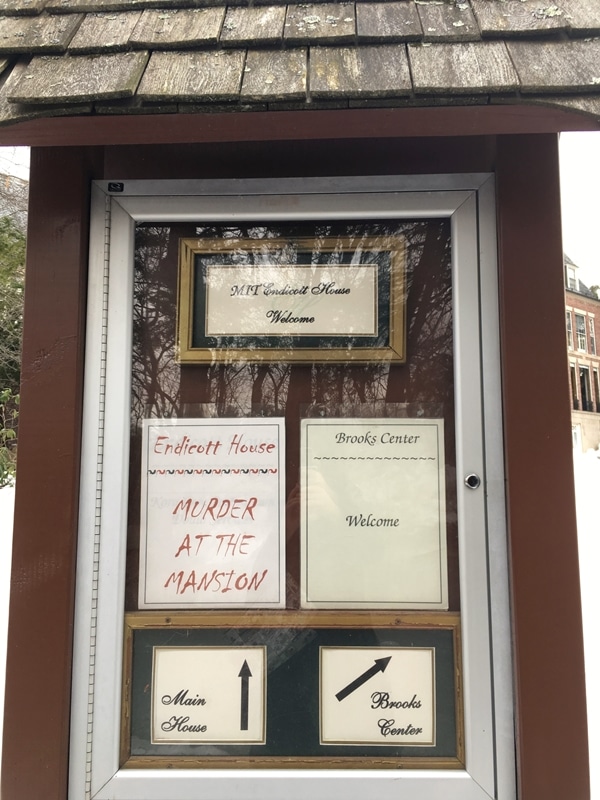 MIT Endicott House
Welcome
Endicott House
MURDER
AT THE
MANSION
Brooks Center
Welcome
Main
House
Brooks
Center